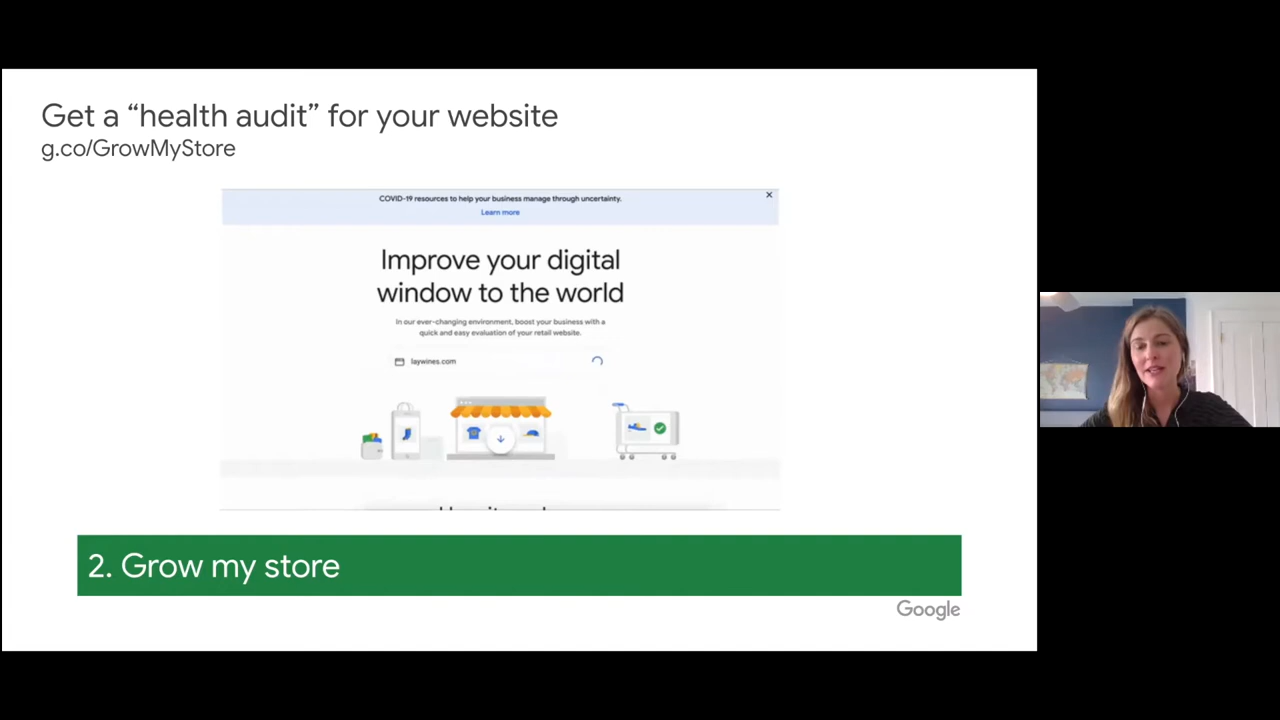 Get a “health audit” for your website
g.co/GrowMyStore
COVID-19 resources to help your business manage through uncertainty.
Learn more
Improve your digital
window to the world
In our ever-changing environment, boost your business with a
quick and easy evaluation of your retail website.
laywines.com
2. Grow my store
Google